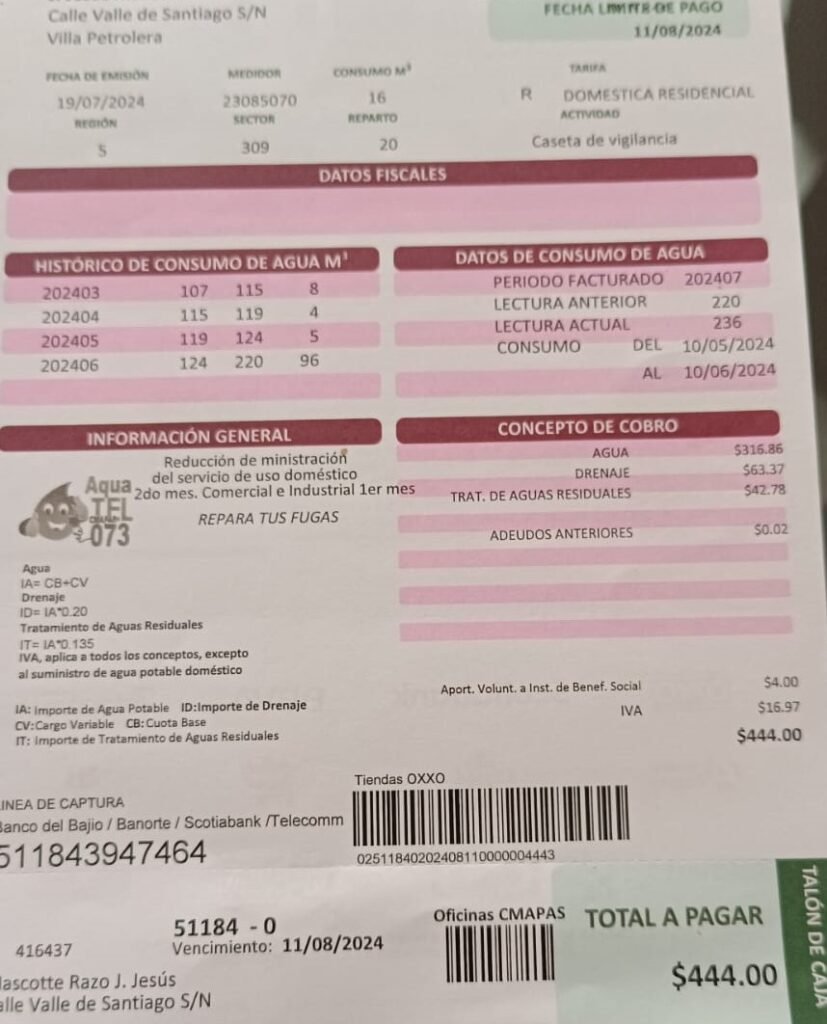 Calle Valle de Santiago S/N
Villa Petrolera
FECHA LIMITE DE PAGO
11/08/2024
FECHA DE EMISIÓN MEDIDOR CONSUMO M³ TARIFA
19/07/2024 23085070 16 R DOMESTICA RESIDENCIAL
REGIÓN SECTOR REPARTO ACTIVIDAD
5 309 20 Caseta de vigilancia
DATOS FISCALES
HISTÓRICO DE CONSUMO DE AGUA M³
202403 107 115 8
202404 115 119 4
202405 119 124 5
202406 124 220 96
DATOS DE CONSUMO DE AGUA
PERIODO FACTURADO 202407
LECTURA ANTERIOR 220
LECTURA ACTUAL 236
CONSUMO DEL 10/05/2024
AL 10/06/2024
INFORMACIÓN GENERAL
Reducción de ministración
del servicio de uso doméstico
2do mes. Comercial e Industrial 1er mes
REPARA TUS FUGAS
Aqua
TEL
073
CONCEPTO DE COBRO
AGUA $316.86
DRENAJE $63.37
TRAT. DE AGUAS RESIDUALES $42.78
ADEUDOS ANTERIORES $0.02
Agua
IA= CB+CV
Drenaje
ID= IA*0.20
Tratamiento de Aguas Residuales
IT= IA*0.135
IVA, aplica a todos los conceptos, excepto
al suministro de agua potable doméstico
IA: Importe de Agua Potable ID:Importe de Drenaje
CV:Cargo Variable CB: Cuota Base
IT: Importe de Tratamiento de Aguas Residuales
Aport. Volunt. a Inst. de Benef. Social $4.00
IVA $16.97
$444.00
INEA DE CAPTURA
Banco del Bajio / Banorte / Scotiabank /Telecomm
511843947464
Tiendas OXXO
02511840202408110000004443
51184 - 0
416437 Vencimiento: 11/08/2024
Mascotte Razo J. Jesús
alle Valle de Santiago S/N
Oficinas CMAPAS
TOTAL A PAGAR
$444.00
TALÓN DE CAJA